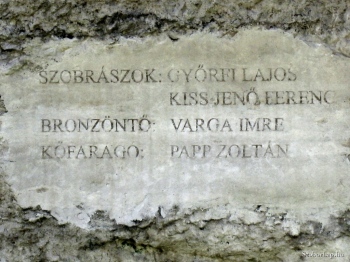 SZOBRÁSZOK: GYŐRFI LAJOS
KISS JENŐ FERENC
BRONZÖNTŐ: VARGA IMRE
KŐFARAGÓ: PAPP ZOLTÁN